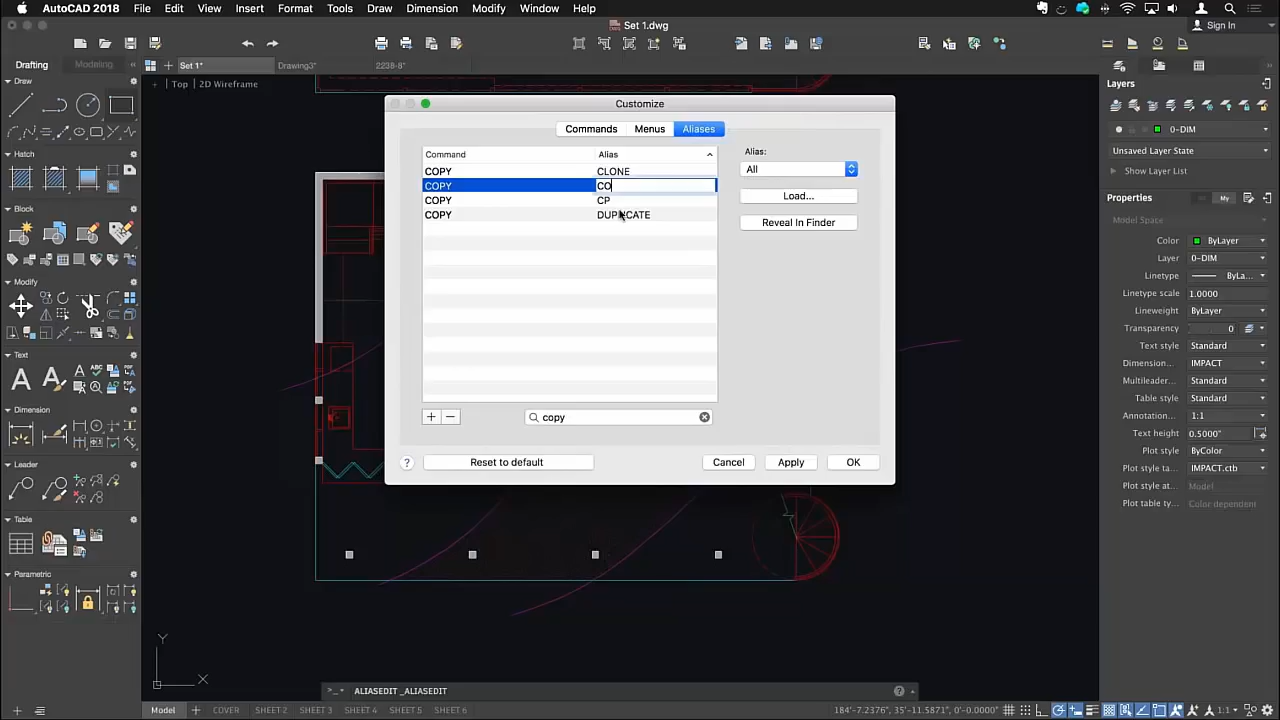 AutoCAD 2018 File Edit View Insert Format Tools Draw Dimension Modify Window Help
Set 1.dwg
Sign In
Drafting Modeling Set 1* Drawing3* 2238-8*
Layers
Draw
Top | 2D Wireframe
Customize
0-DIM
Commands Menus Aliases
Unsaved Layer State
Hatch
Command Alias
Alias:
COPY CLONE
All
Show Layer List
COPY CO
Load...
Properties My
COPY CP
Block
COPY DUPLICATE
Reveal In Finder
Model Space
Color ByLayer
Layer 0-DIM
Linetype ByLa...
Modify
Linetype scale 1.0000
Lineweight ByLayer
Transparency 0
Text style Standard
Text
Dimension... IMPACT
Multileader... Standard
Table style Standard
Dimension
copy
Annotation... 1:1
Text height 0.5000"
Plot style ByColor
Leader
? Reset to default Cancel Apply OK
Plot style ta... IMPACT.ctb
Plot style at... Model
Plot table ty... Color dependent
Table
Parametric
Y
X
>_ ALIASEDIT _ALIASEDIT
Model COVER SHEET-2 SHEET 3 SHEET 4 SHEET 5 SHEET 6 184'-7.2376", 35'-11.5871", 0'-0.0000" 1:1